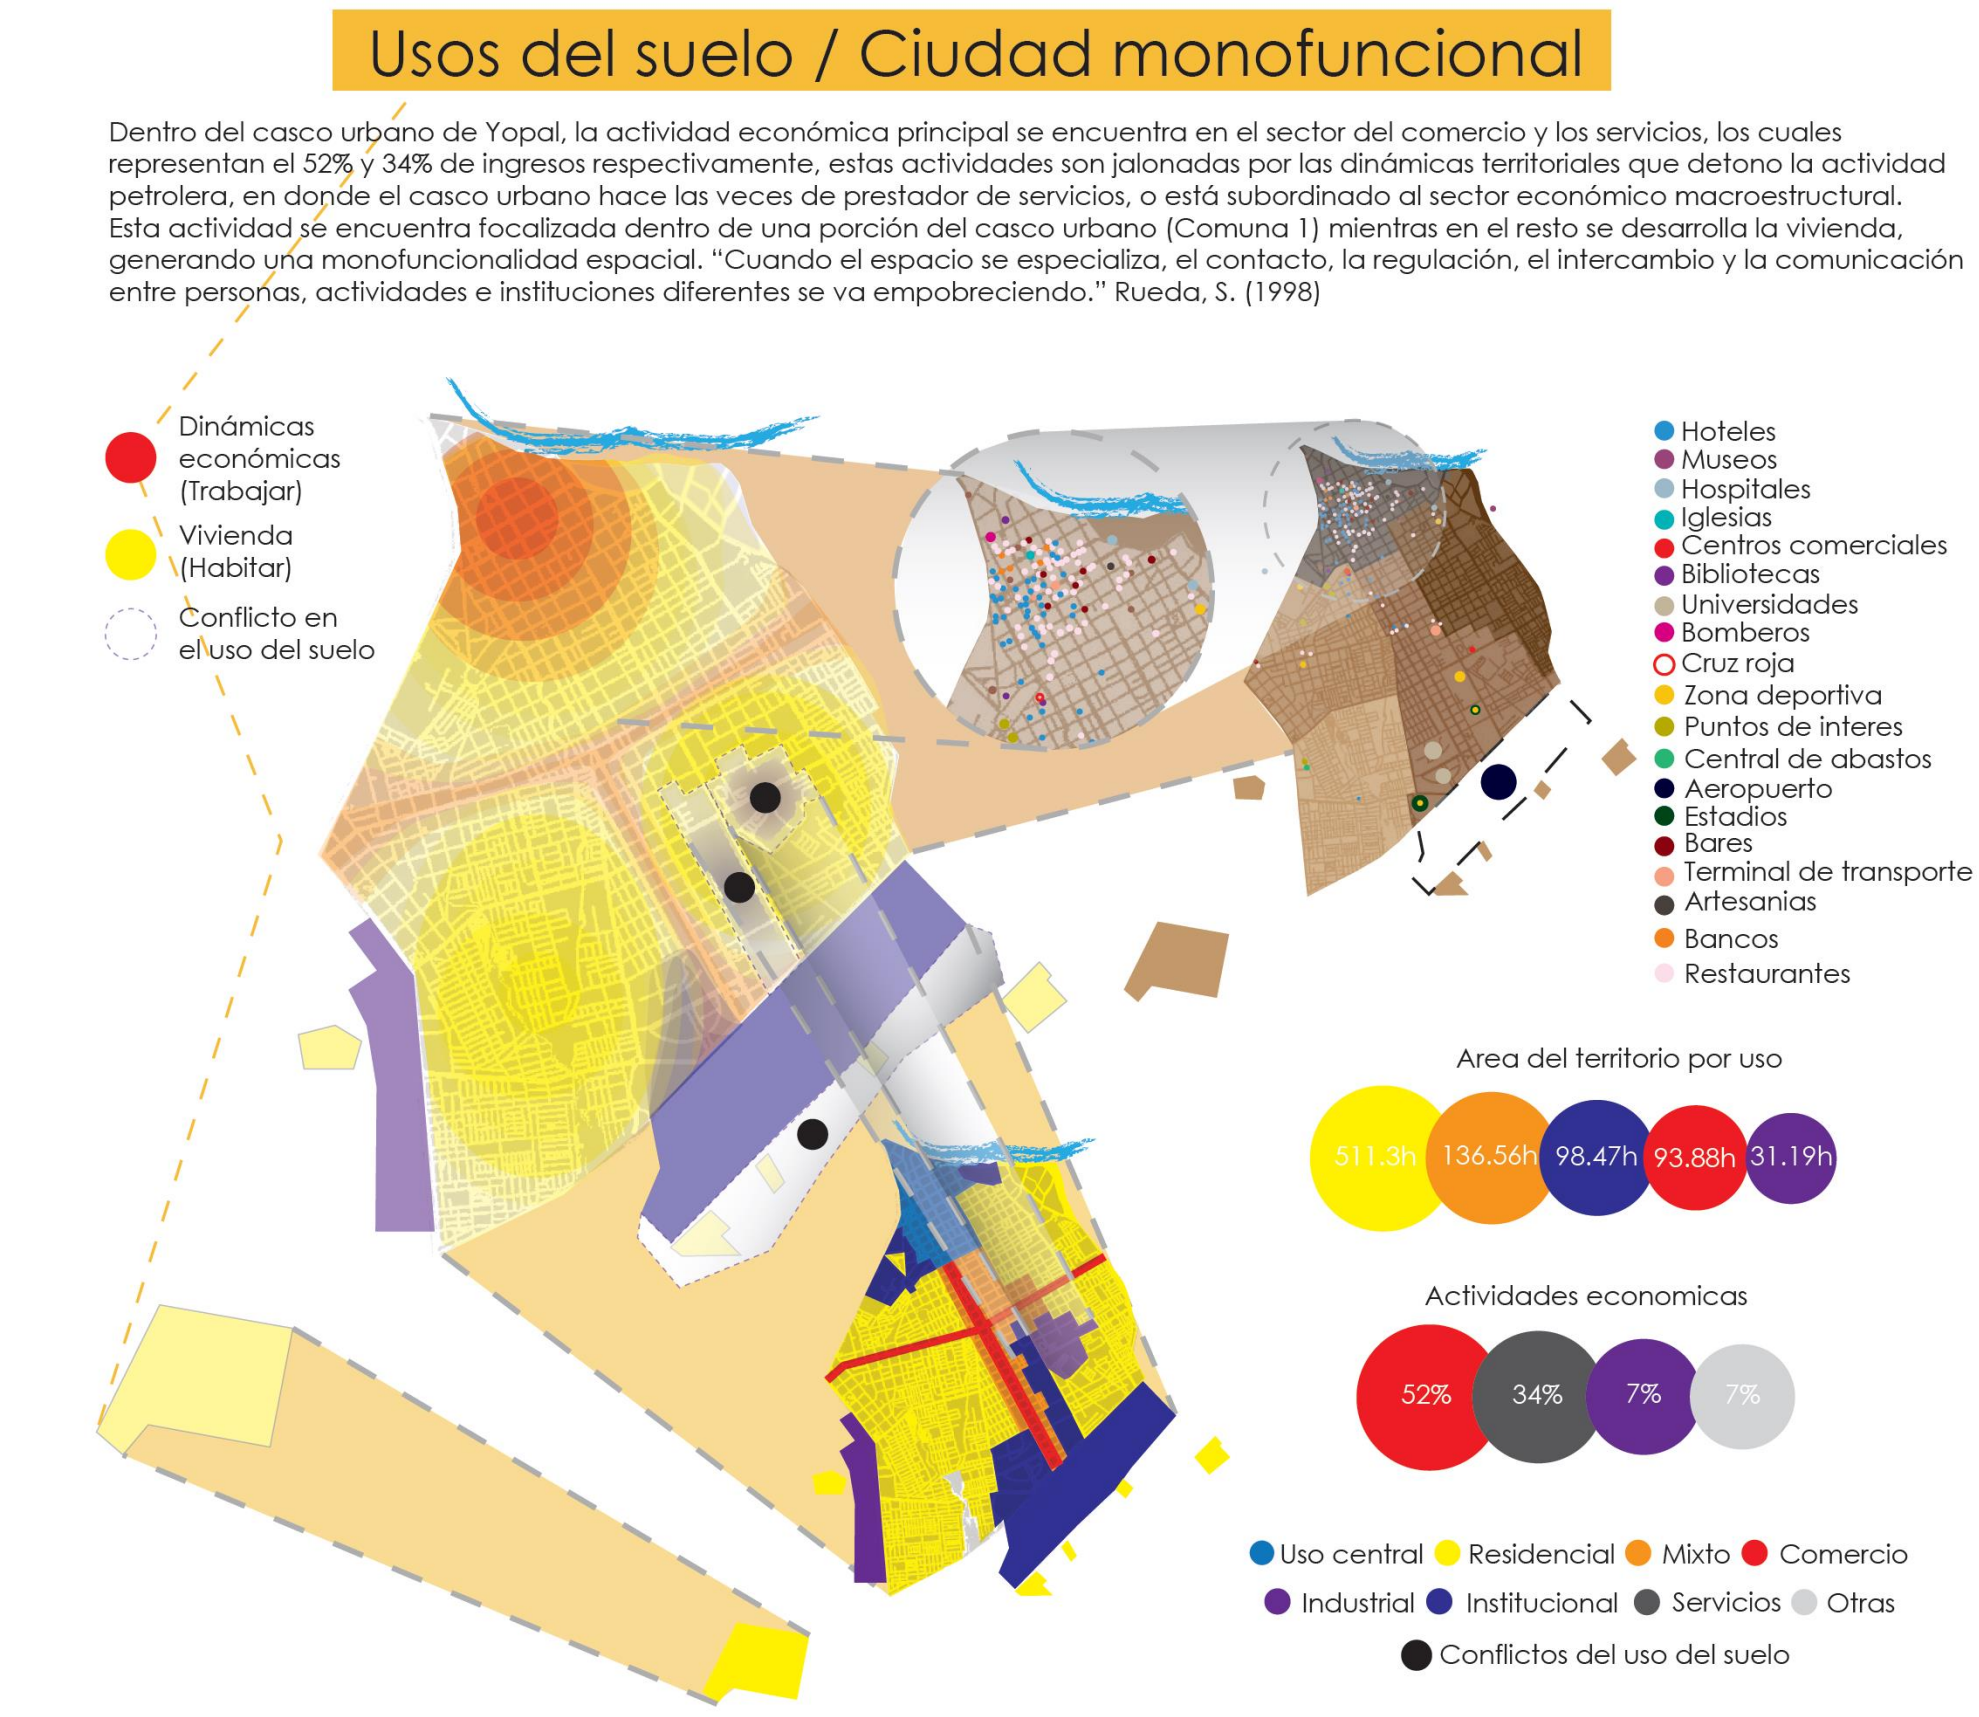 Usos del suelo / Ciudad monofuncional
Dentro del casco urbano de Yopal, la actividad económica principal se encuentra en el sector del comercio y los servicios, los cuales
representan el 52% y 34% de ingresos respectivamente, estas actividades son jalonadas por las dinámicas territoriales que detono la actividad
petrolera, en donde el casco urbano hace las veces de prestador de servicios, o está subordinado al sector económico macroestructural.
Esta actividad se encuentra focalizada dentro de una porción del casco urbano (Comuna 1) mientras en el resto se desarrolla la vivienda,
generando una monofuncionalidad espacial. “Cuando el espacio se especializa, el contacto, la regulación, el intercambio y la comunicación
entre personas, actividades e instituciones diferentes se va empobreciendo.” Rueda, S. (1998)
Dinámicas
económicas
(Trabajar)
Vivienda
(Habitar)
Conflicto en
el uso del suelo
Hoteles
Museos
Hospitales
Iglesias
Centros comerciales
Bibliotecas
Universidades
Bomberos
Cruz roja
Zona deportiva
Puntos de interes
Central de abastos
Aeropuerto
Estadios
Bares
Terminal de transporte
Artesanias
Bancos
Restaurantes
Area del territorio por uso
511.3h 136.56h 98.47h 93.88h 31.19h
Actividades economicas
52% 34% 7% 7%
Uso central Residencial Mixto Comercio
Industrial Institucional Servicios Otras
Conflictos del uso del suelo